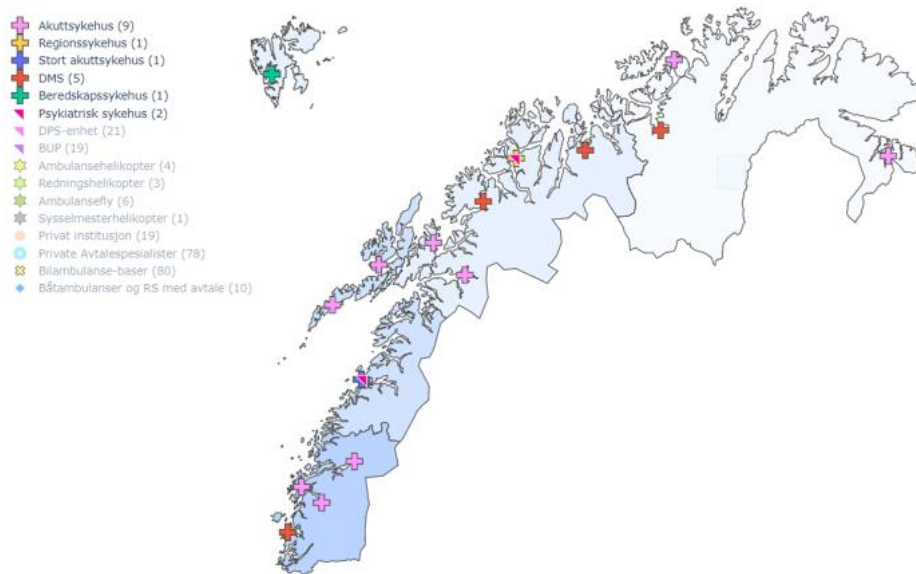 Akuttsykehus (9)
Regionssykehus (1)
Stort akuttsykehus (1)
DMS (5)
Beredskapssykehus (1)
Psykiatrisk sykehus (2)
DPS-enhet (21)
BUP (19)
Ambulansehelikopter (4)
Redningshelikopter (3)
Ambulansefly (6)
Sysselmesterhelikopter (1)
Privat institusjon (19)
Private Avtalespesialister (78)
Bilambulanse-baser (80)
Båtambulanser og RS med avtale (10)